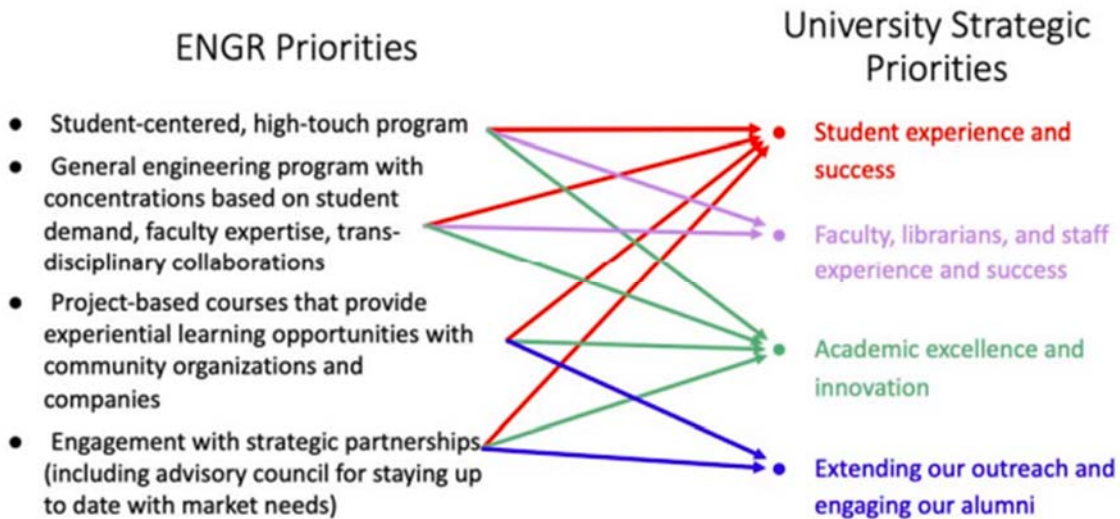 ENGR Priorities
● Student-centered, high-touch program
● General engineering program with
concentrations based on student
demand, faculty expertise, trans-
disciplinary collaborations
● Project-based courses that provide
experiential learning opportunities with
community organizations and
companies
● Engagement with strategic partnerships
(including advisory council for staying up
to date with market needs)
University Strategic
Priorities
● Student experience and
success
● Faculty, librarians, and staff
experience and success
● Academic excellence and
innovation
● Extending our outreach and
engaging our alumni